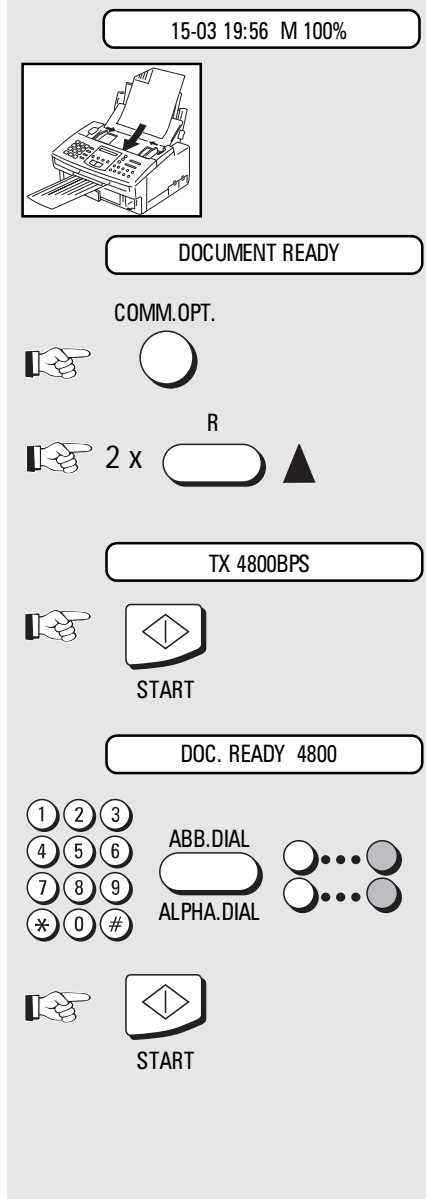 15-03 19:56 M 100%
DOCUMENT READY
COMM.OPT.
R
2 x
TX 4800BPS
START
DOC. READY 4800
1 2 3
4 5 6
7 8 9
* 0 #
ABB.DIAL
ALPHA.DIAL
START